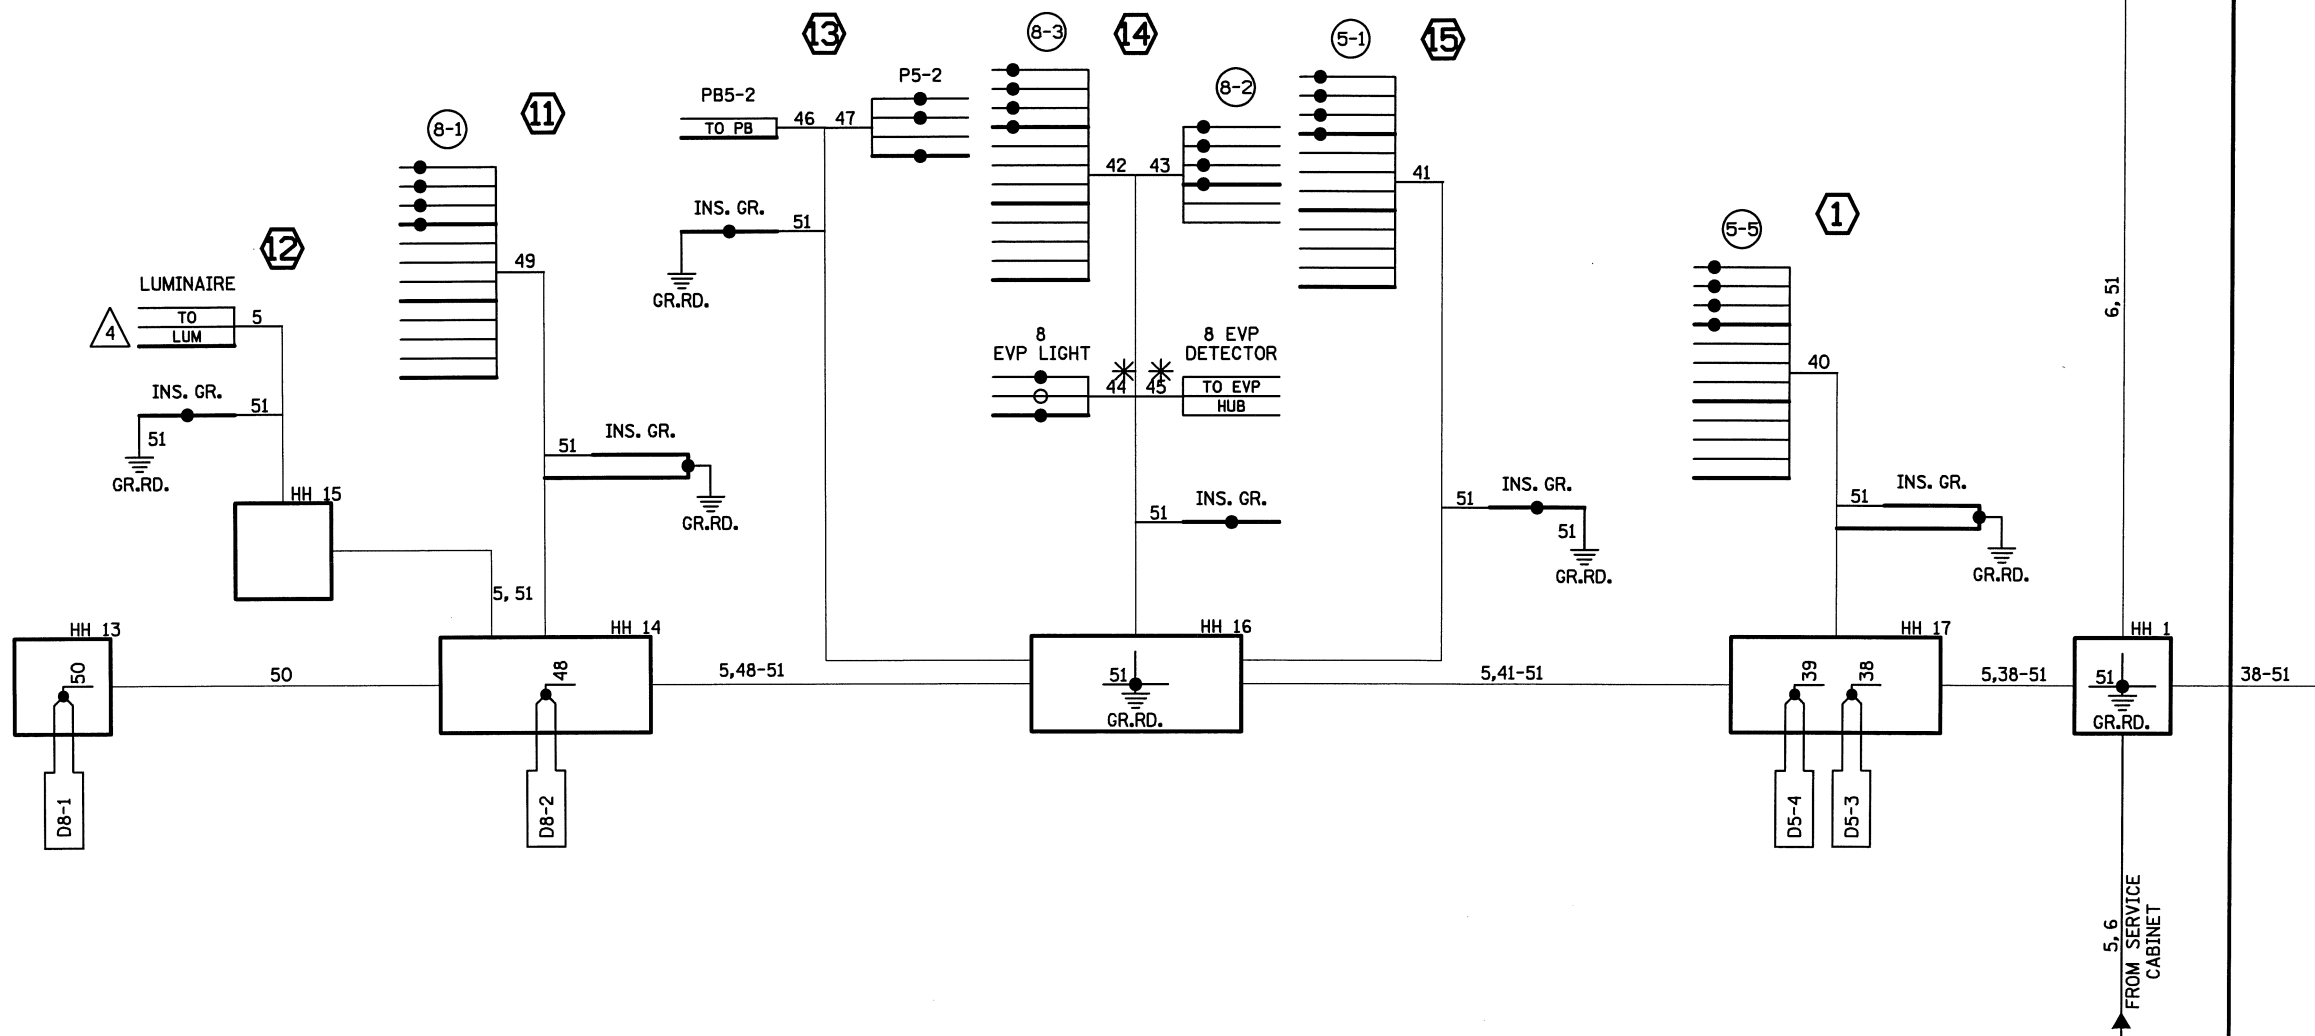 13
8-3
14
5-1
15
P5-2
PB5-2
TO PB
46
47
8-2
8-1
11
42
43
41
INS. GR.
51
GR.RD.
5-5
1
12
LUMINAIRE
4
TO
LUM
5
49
6, 51
8
EVP LIGHT
8 EVP
DETECTOR
44
45
TO EVP
HUB
40
INS. GR.
51
51
GR.RD.
51
INS. GR.
GR.RD.
INS. GR.
51
51
INS. GR.
51
GR.RD.
51
INS. GR.
GR.RD.
HH 15
5, 51
HH 13
50
50
HH 14
48
5,48-51
HH 16
51
GR.RD.
5,41-51
HH 17
39
38
5,38-51
HH 1
51
GR.RD.
38-51
D8-1
D8-2
D5-4
D5-3
5, 6
FROM SERVICE
CABINET